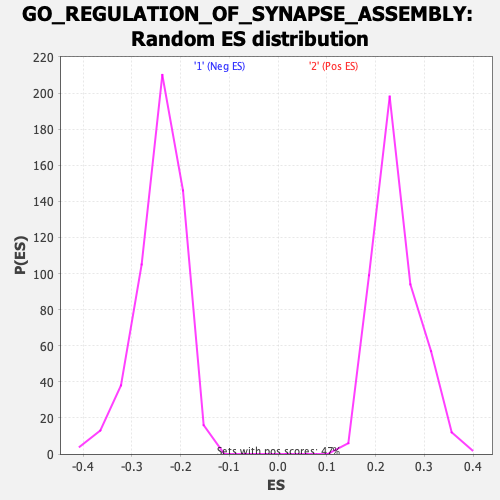 GO_REGULATION_OF_SYNAPSE_ASSEMBLY:
Random ES distribution
'1' (Neg ES) '2' (Pos ES)
220
200
180
160
140
120
100
80
60
40
20
0
P(ES)
Sets with pos scores: 47%
-0.4 -0.3 -0.2 -0.1 0.0 0.1 0.2 0.3 0.4
ES